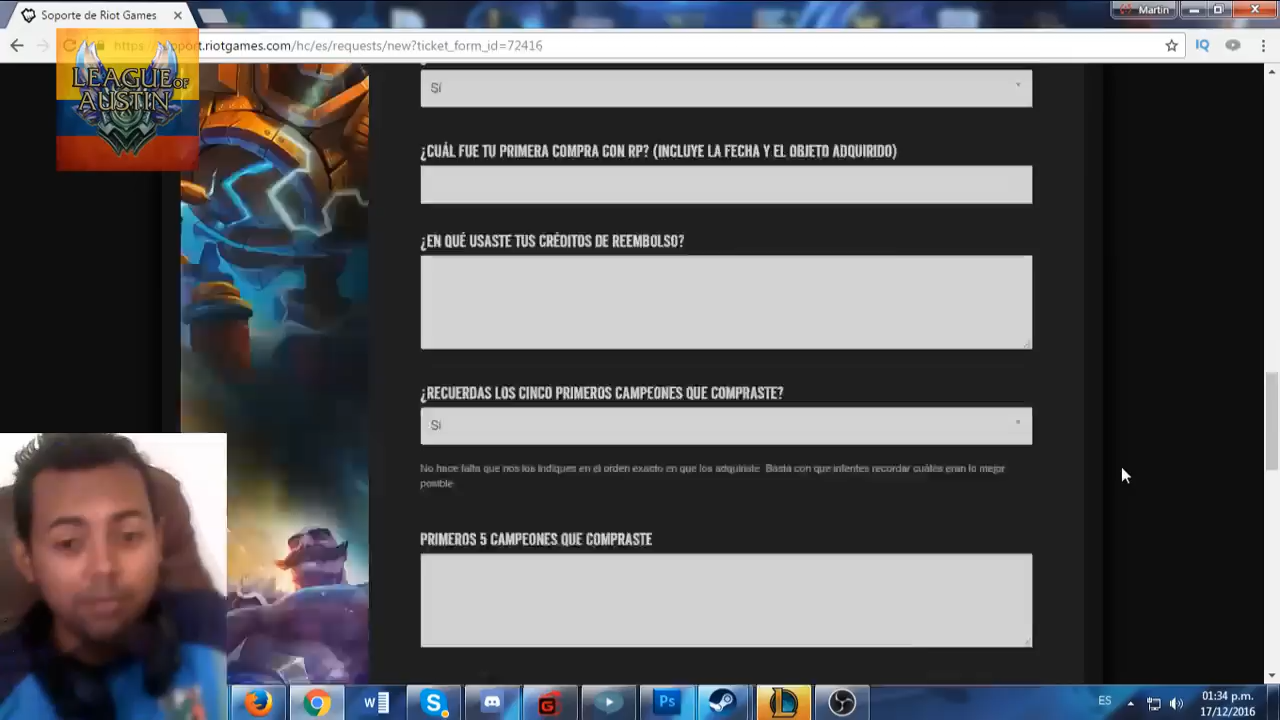 Soporte de Riot Games
Martin
https://support.riotgames.com/hc/es/requests/new?ticket_form_id=72416
IQ
LEAGUE OF
AUSTIN
Sí
¿CUÁL FUE TU PRIMERA COMPRA CON RP? (INCLUYE LA FECHA Y EL OBJETO ADQUIRIDO)
¿EN QUÉ USASTE TUS CRÉDITOS DE REEMBOLSO?
¿RECUERDAS LOS CINCO PRIMEROS CAMPEONES QUE COMPRASTE?
Sí
No hace falta que nos los indiques en el orden exacto en que los adquiriste. Basta con que intentes recordar cuáles eran lo mejor
posible
PRIMEROS 5 CAMPEONES QUE COMPRASTE
W
S
Ps
ES
01:34 p.m.
17/12/2016